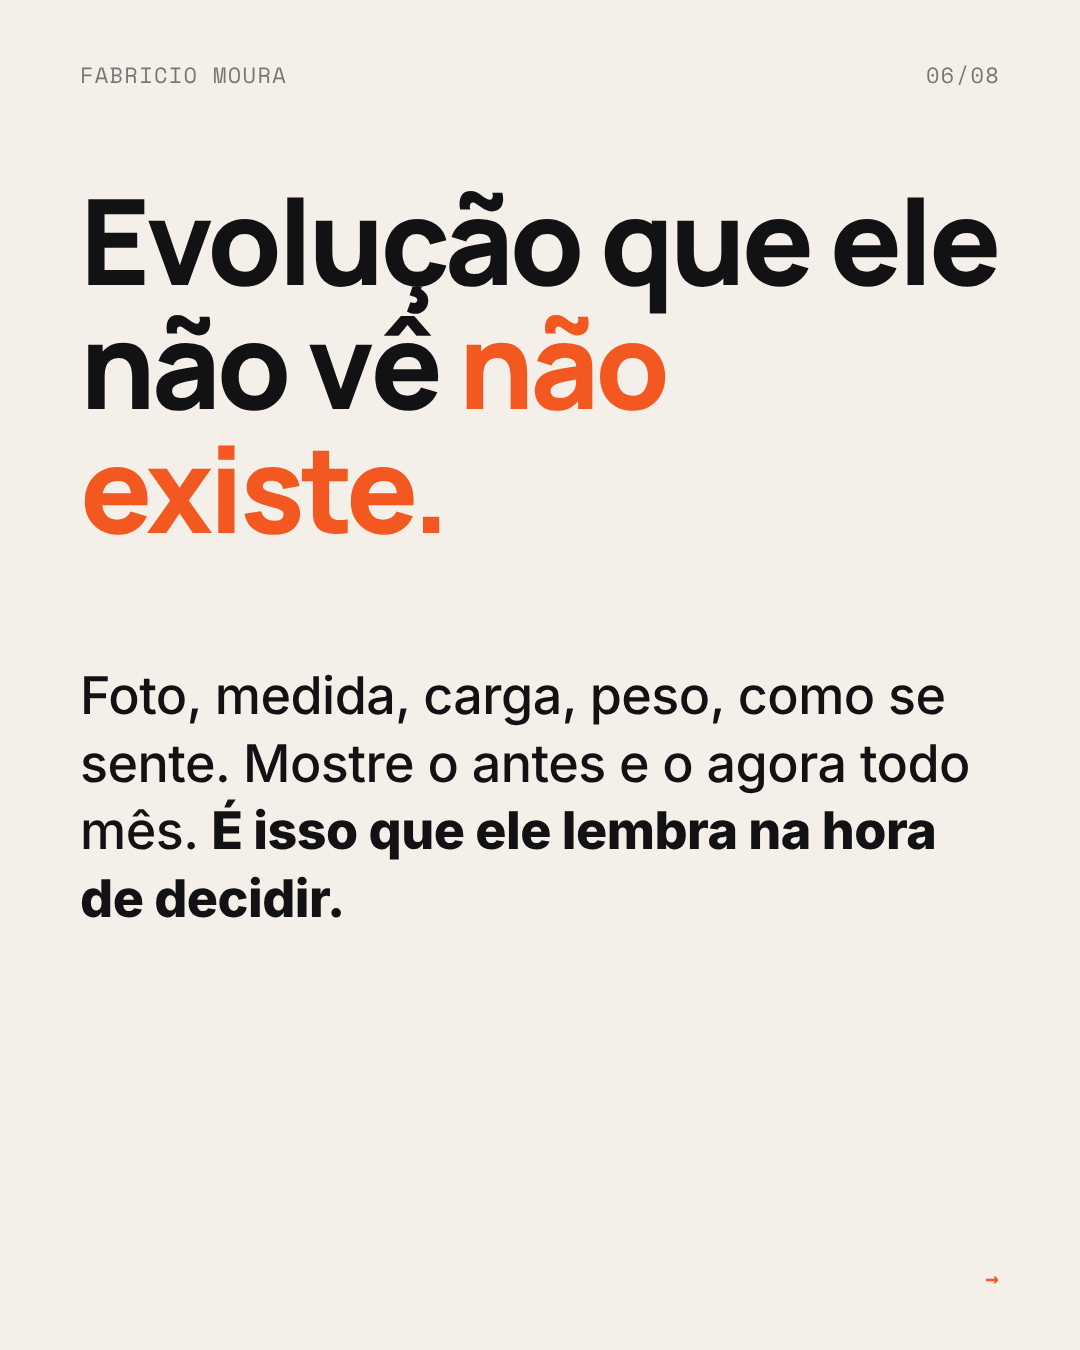 FABRICIO MOURA
06/08
Evolução que ele
não vê não
existe.
Foto, medida, carga, peso, como se
sente. Mostre o antes e o agora todo
mês. É isso que ele lembra na hora
de decidir.
→